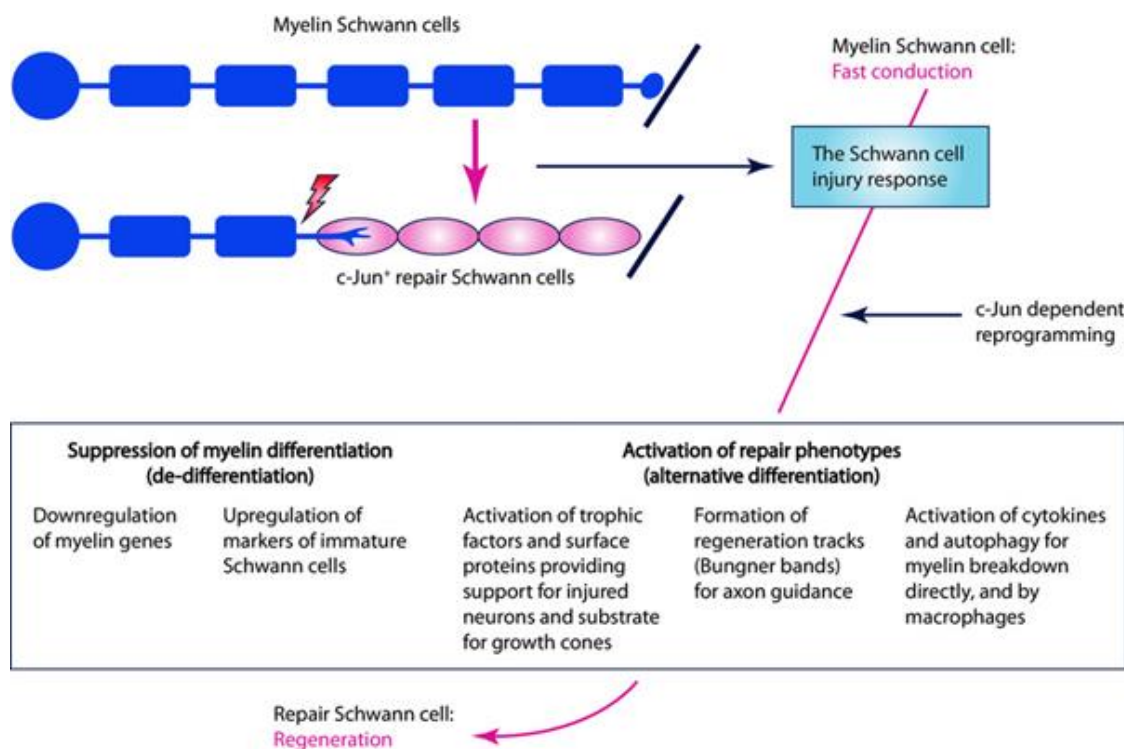 Myelin Schwann cells
Myelin Schwann cell:
Fast conduction
The Schwann cell
injury response
c-Jun⁺ repair Schwann cells
c-Jun dependent
reprogramming
Suppression of myelin differentiation
(de-differentiation)
Downregulation
of myelin genes
Upregulation of
markers of immature
Schwann cells
Activation of repair phenotypes
(alternative differentiation)
Activation of trophic
factors and surface
proteins providing
support for injured
neurons and substrate
for growth cones
Formation of
regeneration tracks
(Bungner bands)
for axon guidance
Activation of cytokines
and autophagy for
myelin breakdown
directly, and by
macrophages
Repair Schwann cell:
Regeneration